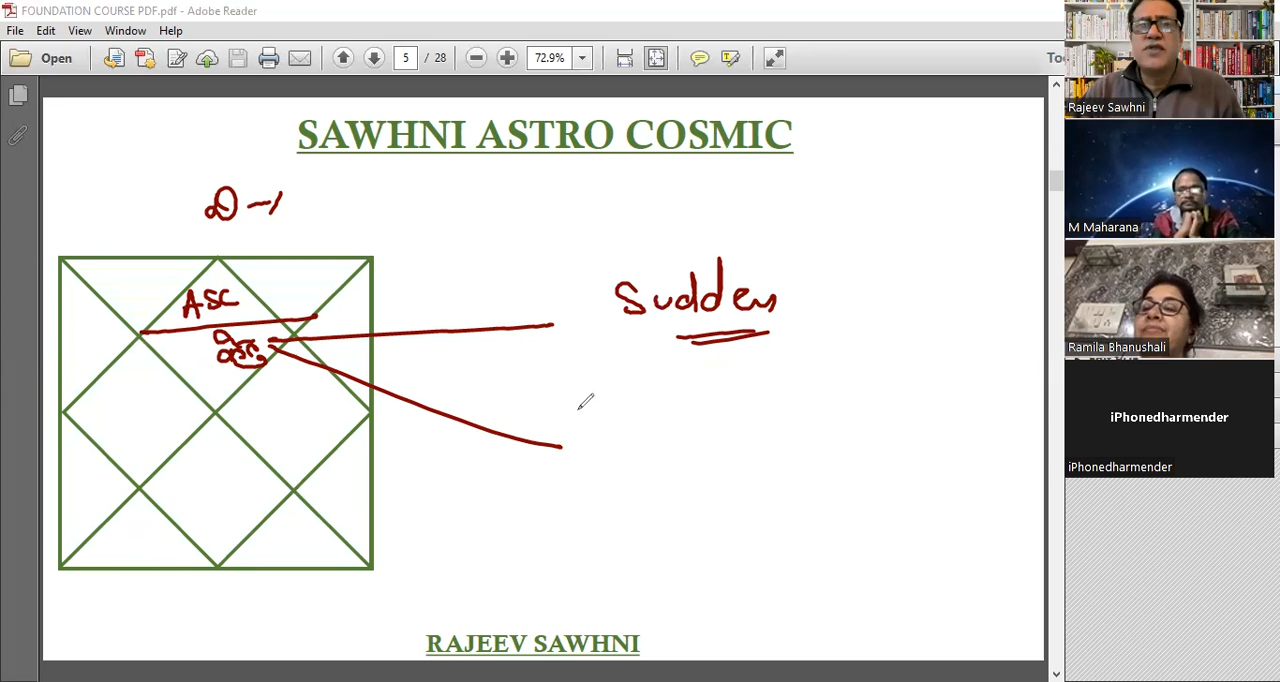 FOUNDATION COURSE PDF.pdf - Adobe Reader
File Edit View Window Help
Open 5 / 28 72.9%
SAWHNI ASTRO COSMIC
D-1
ASC
Sudden
RAJEEV SAWHNI
Rajeev Sawhni
M Maharana
Ramila Bhanushali
iPhonedharmender
iPhonedharmender